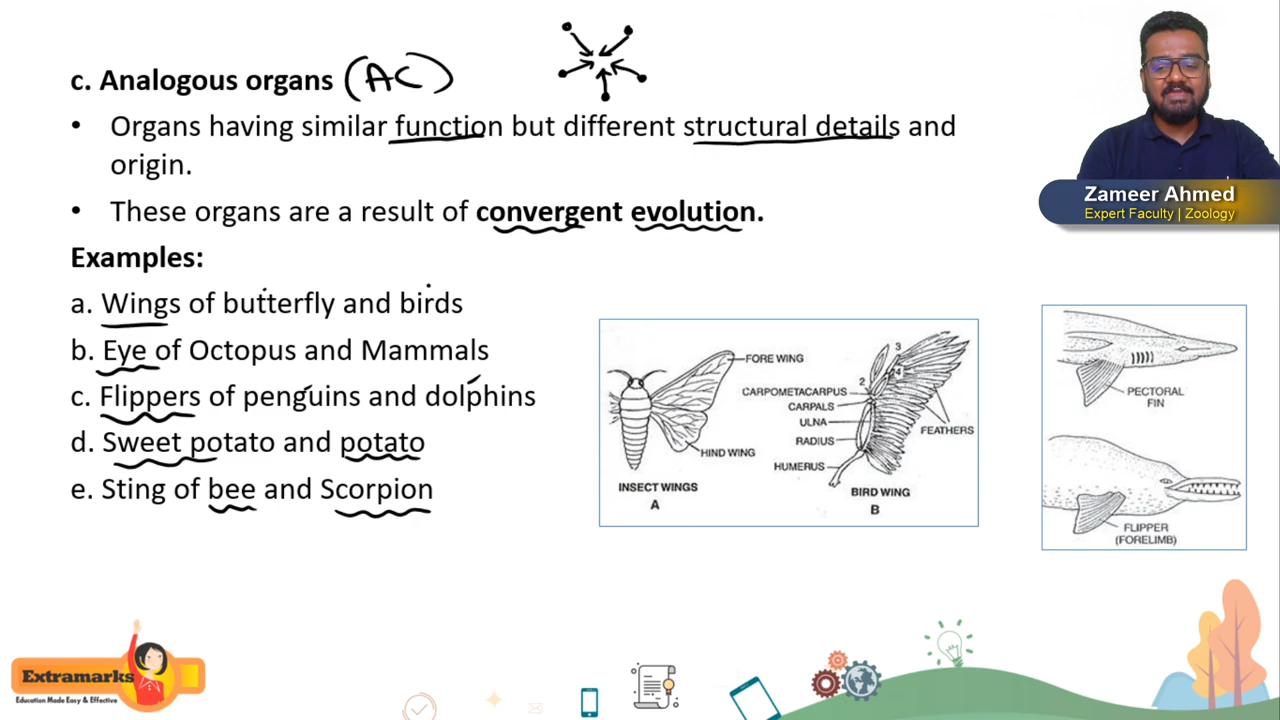 c. Analogous organs (AC)
• Organs having similar function but different structural details and
origin.
• These organs are a result of convergent evolution.
Examples:
a. Wings of butterfly and birds
b. Eye of Octopus and Mammals
c. Flippers of penguins and dolphins
d. Sweet potato and potato
e. Sting of bee and Scorpion
Zameer Ahmed
Expert Faculty | Zoology
FORE WING
HIND WING
INSECT WINGS
A
3
4
2
CARPOMETACARPUS
CARPALS
ULNA
RADIUS
HUMERUS
FEATHERS
BIRD WING
B
PECTORAL
FIN
FLIPPER
(FORELIMB)
Extramarks
Education Made Easy & Effective